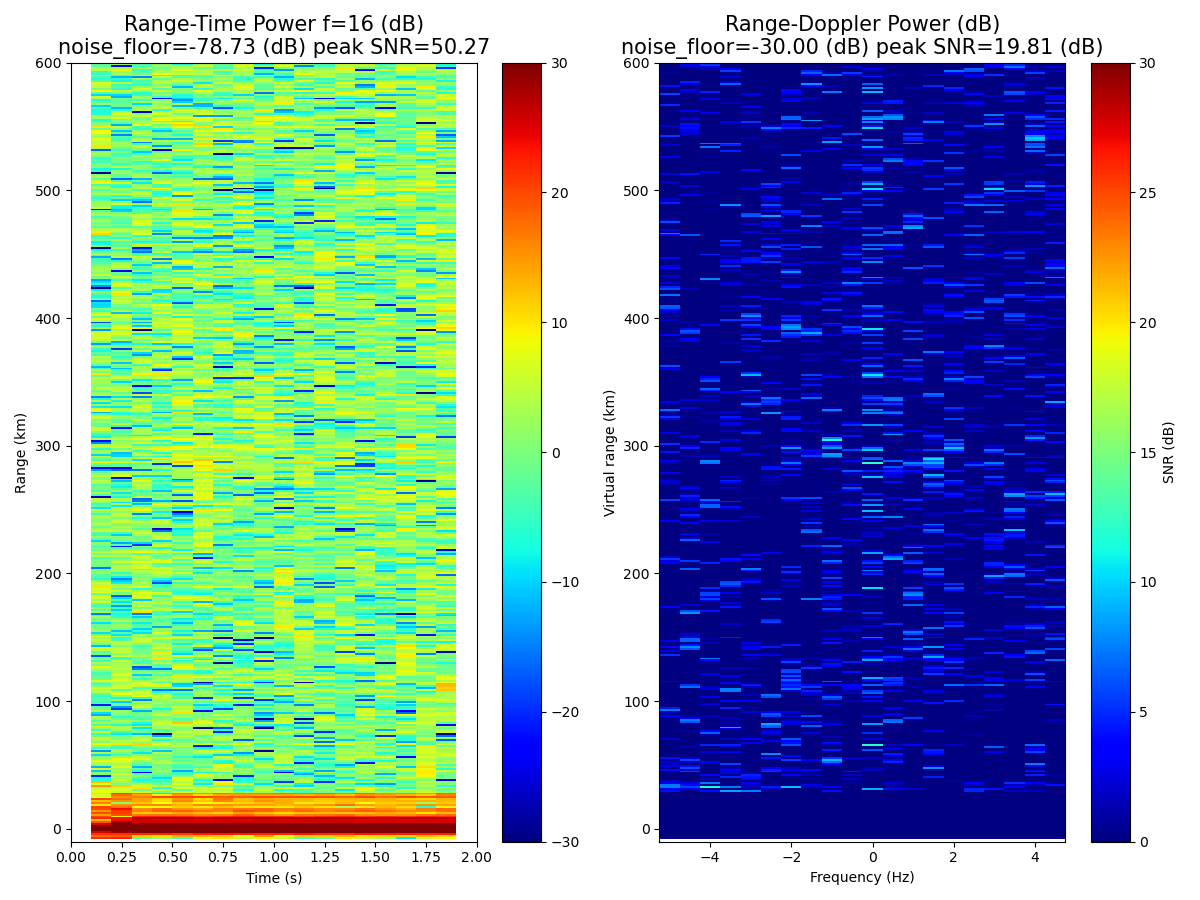 Range-Time Power f=16 (dB)
noise_floor=-78.73 (dB) peak SNR=50.27
Range-Doppler Power (dB)
noise_floor=-30.00 (dB) peak SNR=19.81 (dB)
600
500
400
300
200
100
0
Range (km)
0.00 0.25 0.50 0.75 1.00 1.25 1.50 1.75 2.00
Time (s)
30
20
10
0
−10
−20
−30
600
500
400
300
200
100
0
Virtual range (km)
−4 −2 0 2 4
Frequency (Hz)
30
25
20
15
10
5
0
SNR (dB)